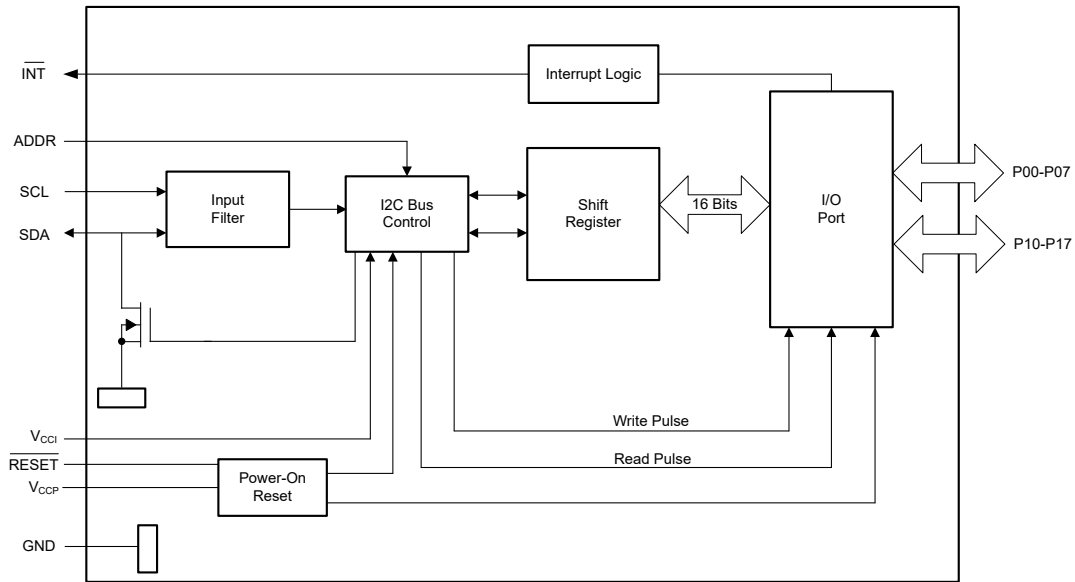 INT
Interrupt Logic
ADDR
SCL
Input
Filter
I2C Bus
Control
Shift
Register
16 Bits
I/O
Port
P00-P07
SDA
P10-P17
Write Pulse
VCCI
RESET
Read Pulse
Power-On
Reset
VCCP
GND